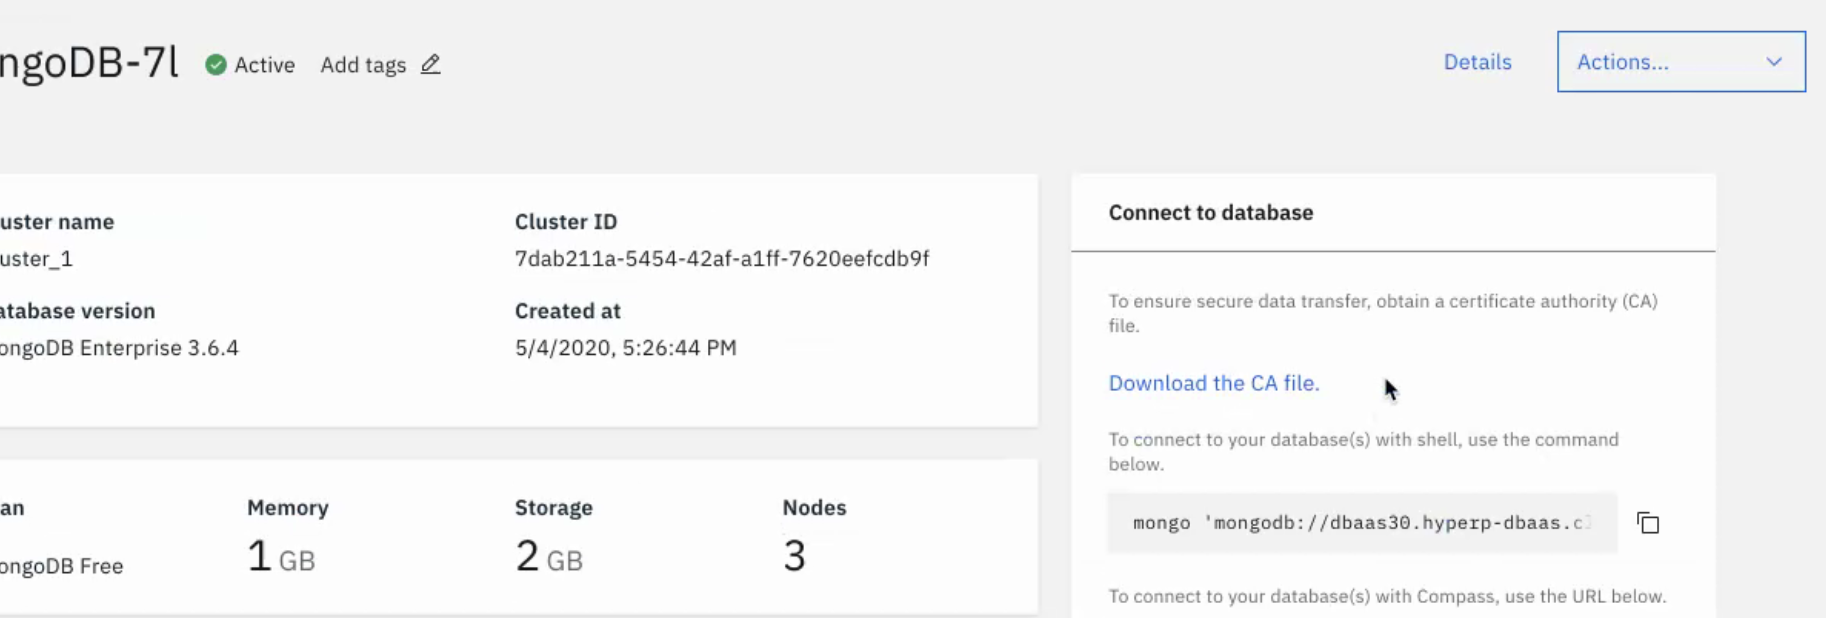 ngoDB-7l Active Add tags Details Actions...
uster name
uster_1
Cluster ID
7dab211a-5454-42af-a1ff-7620eefcdb9f
atabase version
ongoDB Enterprise 3.6.4
Created at
5/4/2020, 5:26:44 PM
an
ongoDB Free
Memory
1 GB
Storage
2 GB
Nodes
3
Connect to database
To ensure secure data transfer, obtain a certificate authority (CA)
file.
Download the CA file.
To connect to your database(s) with shell, use the command
below.
mongo 'mongodb://dbaas30.hyperp-dbaas.c
To connect to your database(s) with Compass, use the URL below.